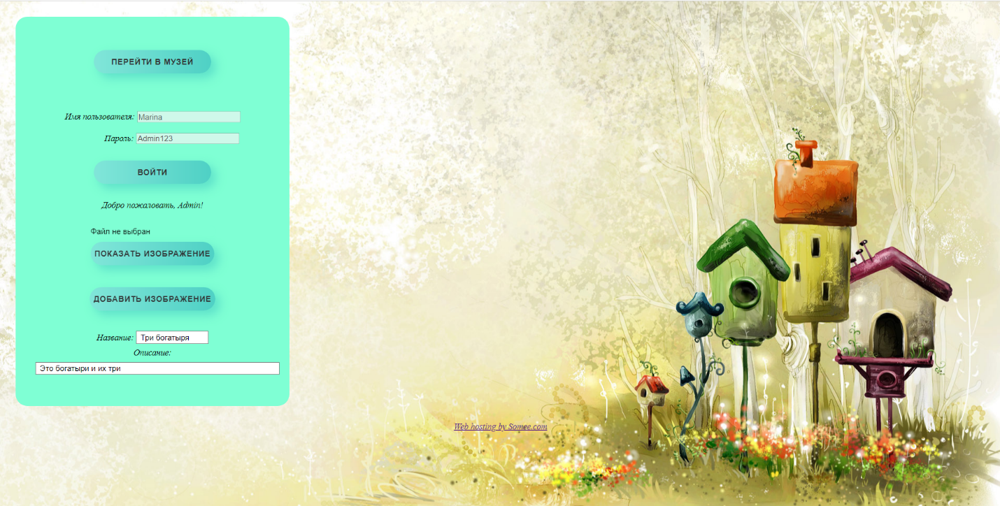 ПЕРЕЙТИ В МУЗЕЙ
Имя пользователя: Marina
Пароль: Admin123
ВОЙТИ
Добро пожаловать, Admin!
Файл не выбран
ПОКАЗАТЬ ИЗОБРАЖЕНИЕ
ДОБАВИТЬ ИЗОБРАЖЕНИЕ
Название: Три богатыря
Описание:
Это богатыри и их три
Web hosting by Somee.com